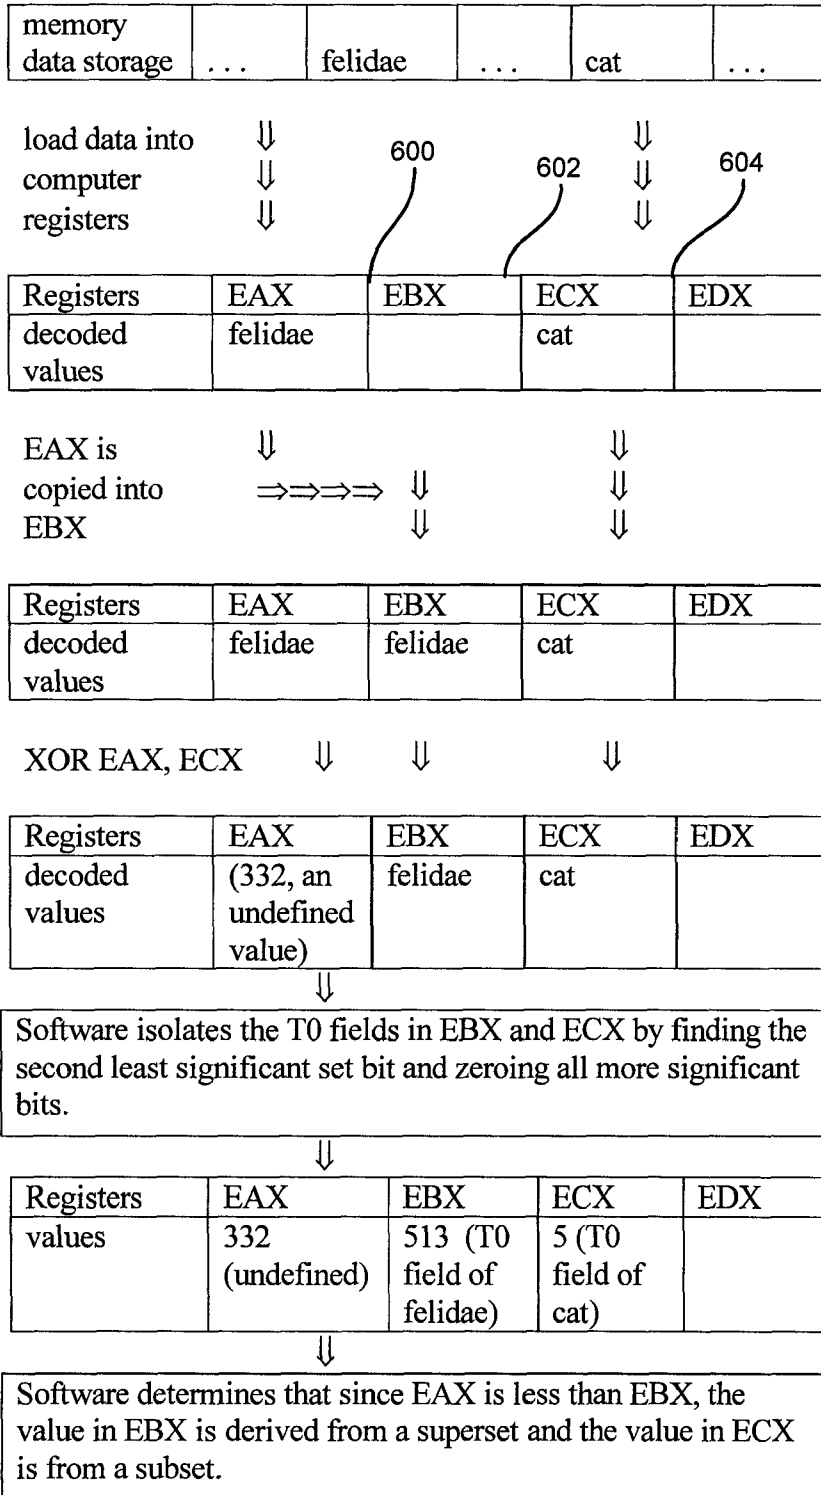 memory
data storage ... felidae ... cat ...
load data into ⇓ ⇓
computer ⇓ 600 602 ⇓ 604
registers ⇓ ⇓
Registers EAX EBX ECX EDX
decoded felidae cat
values
EAX is ⇓ ⇓
copied into ⇒⇒⇒⇒ ⇓ ⇓
EBX ⇓ ⇓
Registers EAX EBX ECX EDX
decoded felidae felidae cat
values
XOR EAX, ECX ⇓ ⇓ ⇓
Registers EAX EBX ECX EDX
decoded (332, an felidae cat
values undefined
value)
⇓
Software isolates the T0 fields in EBX and ECX by finding the
second least significant set bit and zeroing all more significant
bits.
⇓
Registers EAX EBX ECX EDX
values 332 513 (T0 5 (T0
(undefined) field of field of
felidae) cat)
⇓
Software determines that since EAX is less than EBX, the
value in EBX is derived from a superset and the value in ECX
is from a subset.